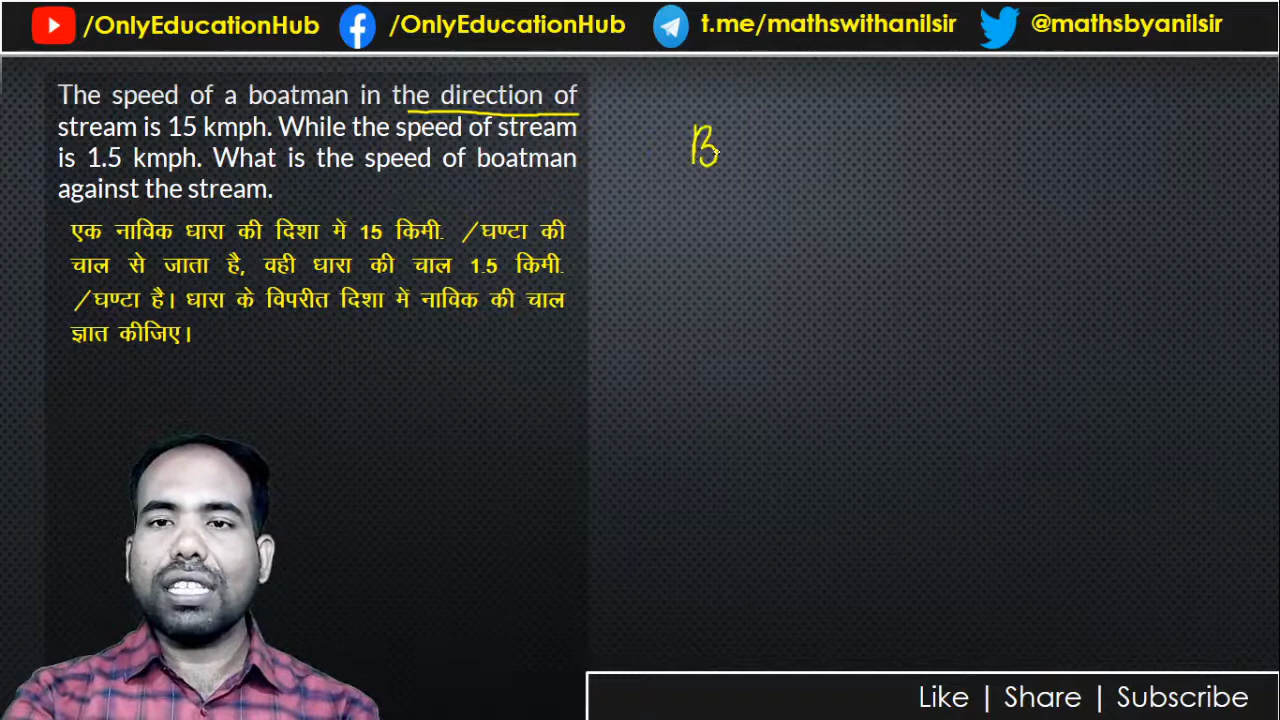 /OnlyEducationHub /OnlyEducationHub t.me/mathswithanilsir @mathsbyanilsir
The speed of a boatman in the direction of
stream is 15 kmph. While the speed of stream
is 1.5 kmph. What is the speed of boatman
against the stream.
एक नाविक धारा की दिशा में 15 किमी. /घण्टा की
चाल से जाता है, वही धारा की चाल 1.5 किमी.
/घण्टा है। धारा के विपरीत दिशा में नाविक की चाल
ज्ञात कीजिए।
B
Like | Share | Subscribe